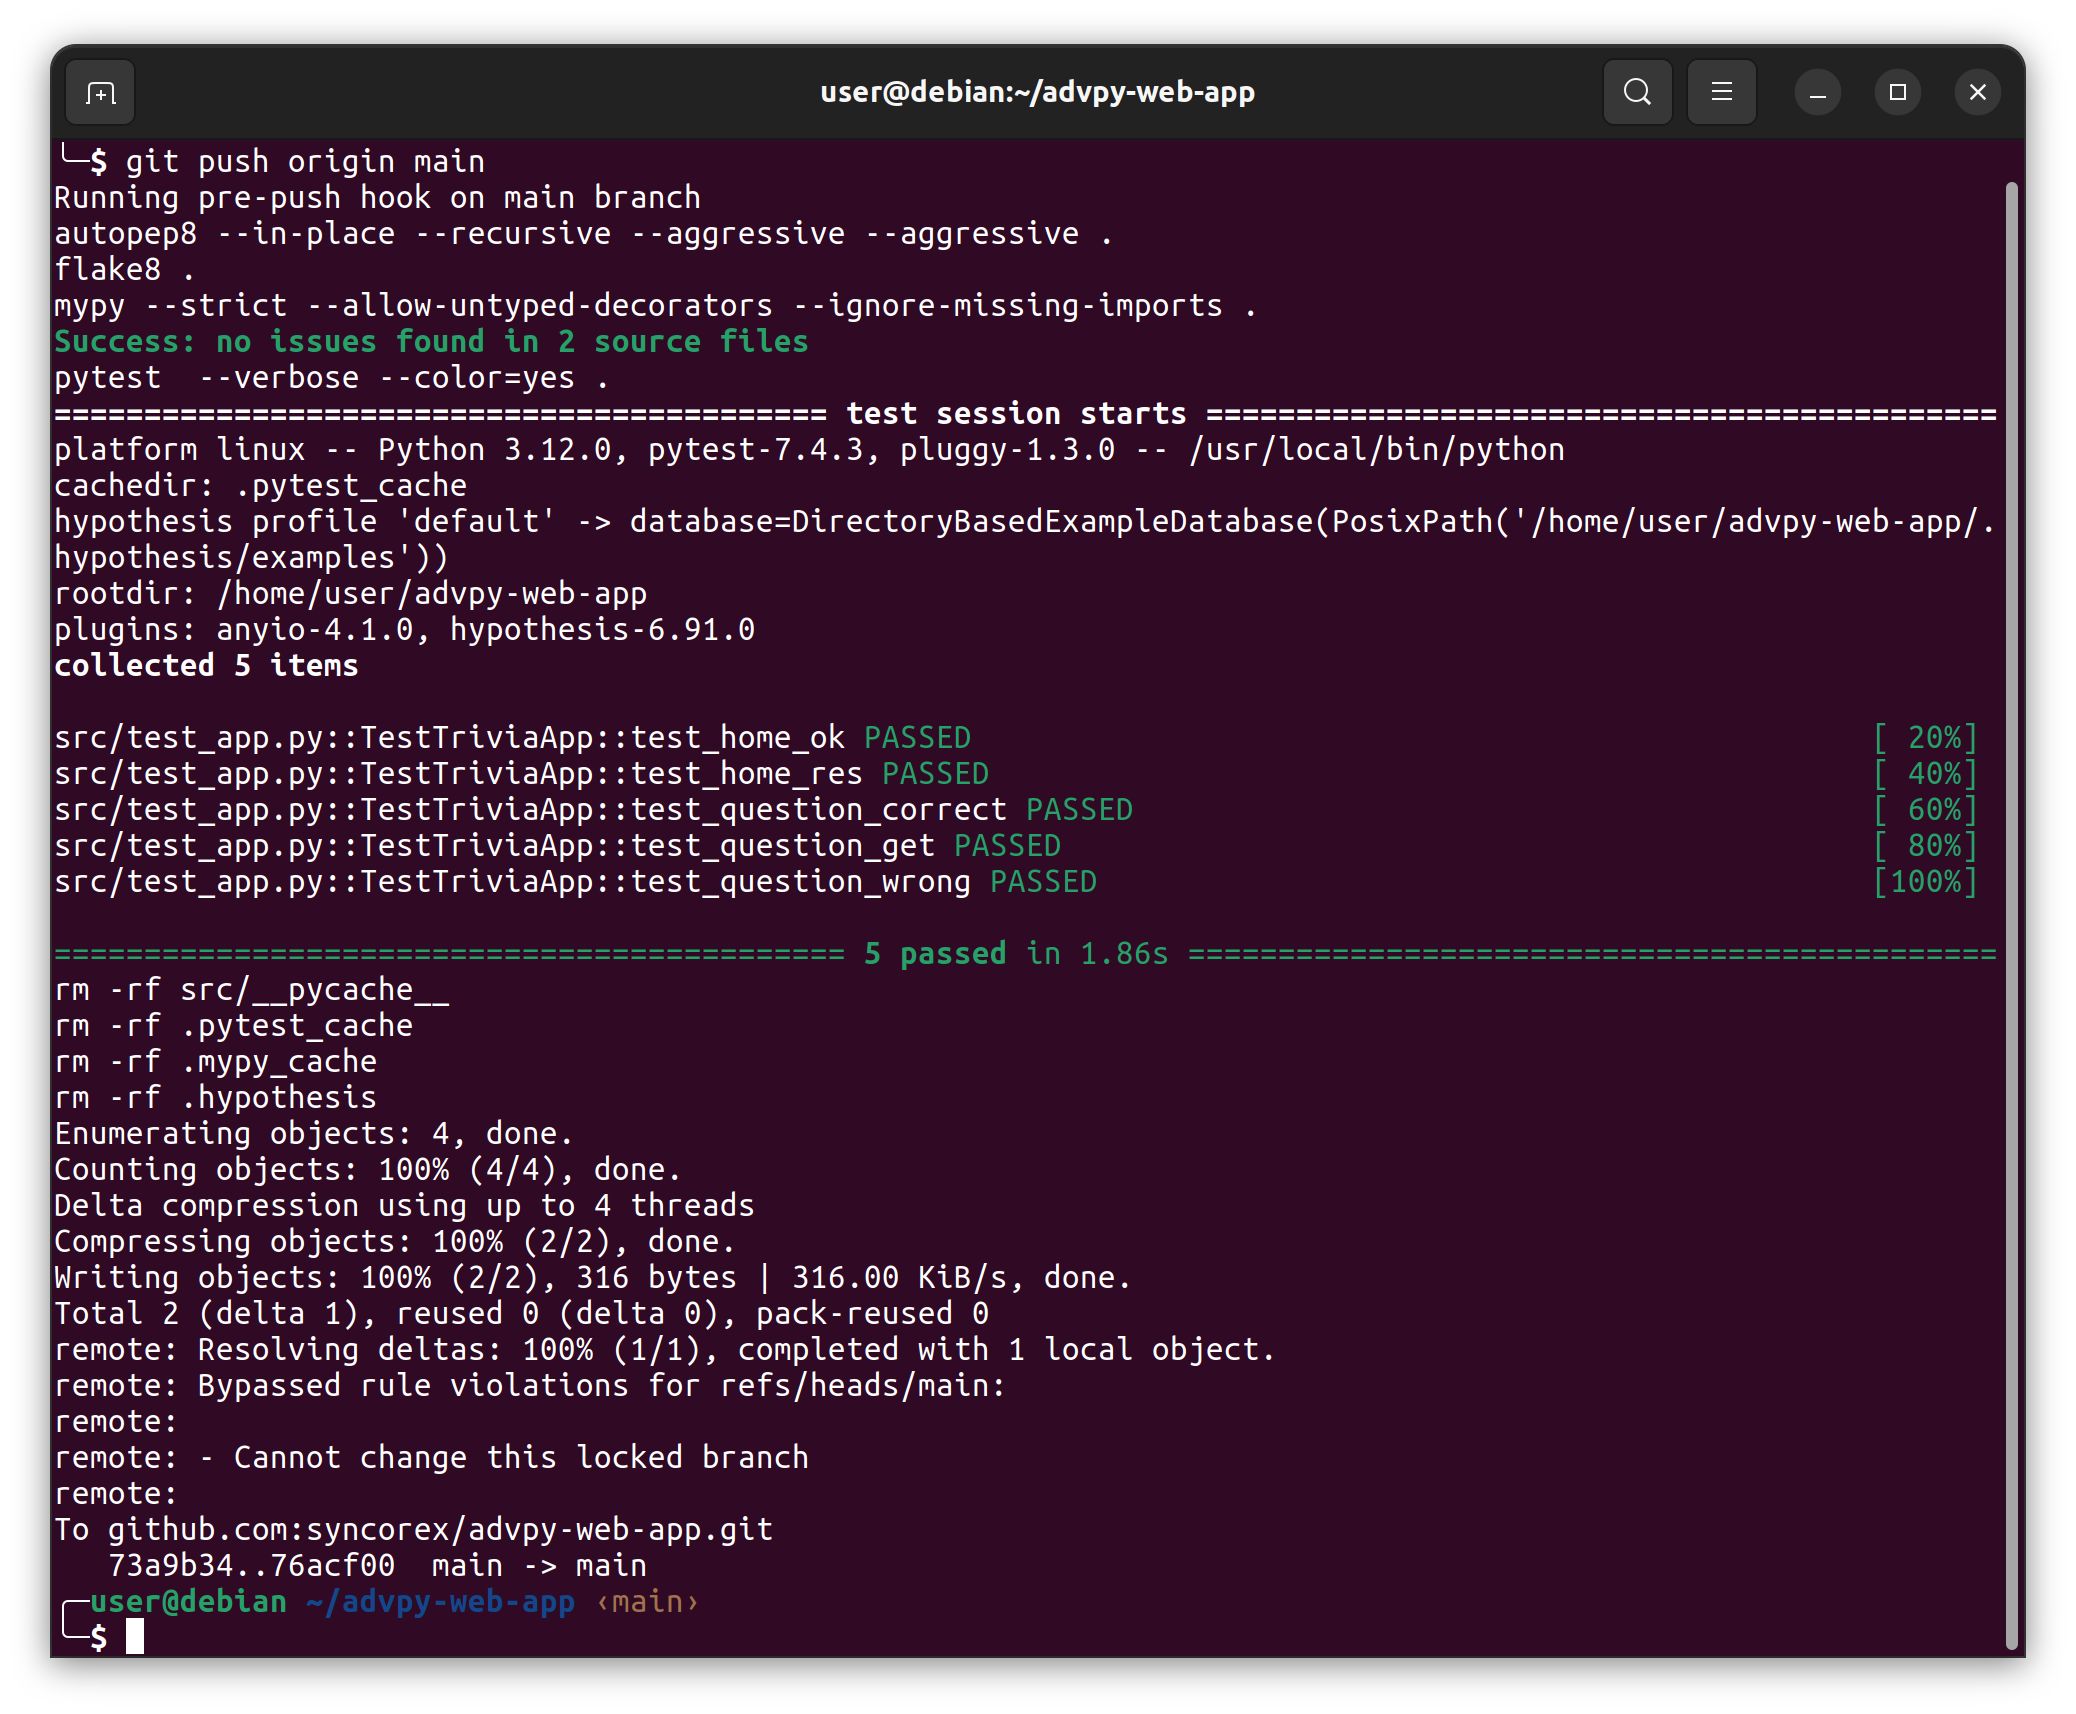 user@debian:~/advpy-web-app
$ git push origin main
Running pre-push hook on main branch
autopep8 --in-place --recursive --aggressive --aggressive .
flake8 .
mypy --strict --allow-untyped-decorators --ignore-missing-imports .
Success: no issues found in 2 source files
pytest  --verbose --color=yes .
=========================================== test session starts ============================================
platform linux -- Python 3.12.0, pytest-7.4.3, pluggy-1.3.0 -- /usr/local/bin/python
cachedir: .pytest_cache
hypothesis profile 'default' -> database=DirectoryBasedExampleDatabase(PosixPath('/home/user/advpy-web-app/.
hypothesis/examples'))
rootdir: /home/user/advpy-web-app
plugins: anyio-4.1.0, hypothesis-6.91.0
collected 5 items
src/test_app.py::TestTriviaApp::test_home_ok PASSED [ 20%]
src/test_app.py::TestTriviaApp::test_home_res PASSED [ 40%]
src/test_app.py::TestTriviaApp::test_question_correct PASSED [ 60%]
src/test_app.py::TestTriviaApp::test_question_get PASSED [ 80%]
src/test_app.py::TestTriviaApp::test_question_wrong PASSED [100%]
============================================ 5 passed in 1.86s =============================================
rm -rf src/__pycache__
rm -rf .pytest_cache
rm -rf .mypy_cache
rm -rf .hypothesis
Enumerating objects: 4, done.
Counting objects: 100% (4/4), done.
Delta compression using up to 4 threads
Compressing objects: 100% (2/2), done.
Writing objects: 100% (2/2), 316 bytes | 316.00 KiB/s, done.
Total 2 (delta 1), reused 0 (delta 0), pack-reused 0
remote: Resolving deltas: 100% (1/1), completed with 1 local object.
remote: Bypassed rule violations for refs/heads/main:
remote:
remote: - Cannot change this locked branch
remote:
To github.com:syncorex/advpy-web-app.git
   73a9b34..76acf00  main -> main
user@debian ~/advpy-web-app ‹main›
$